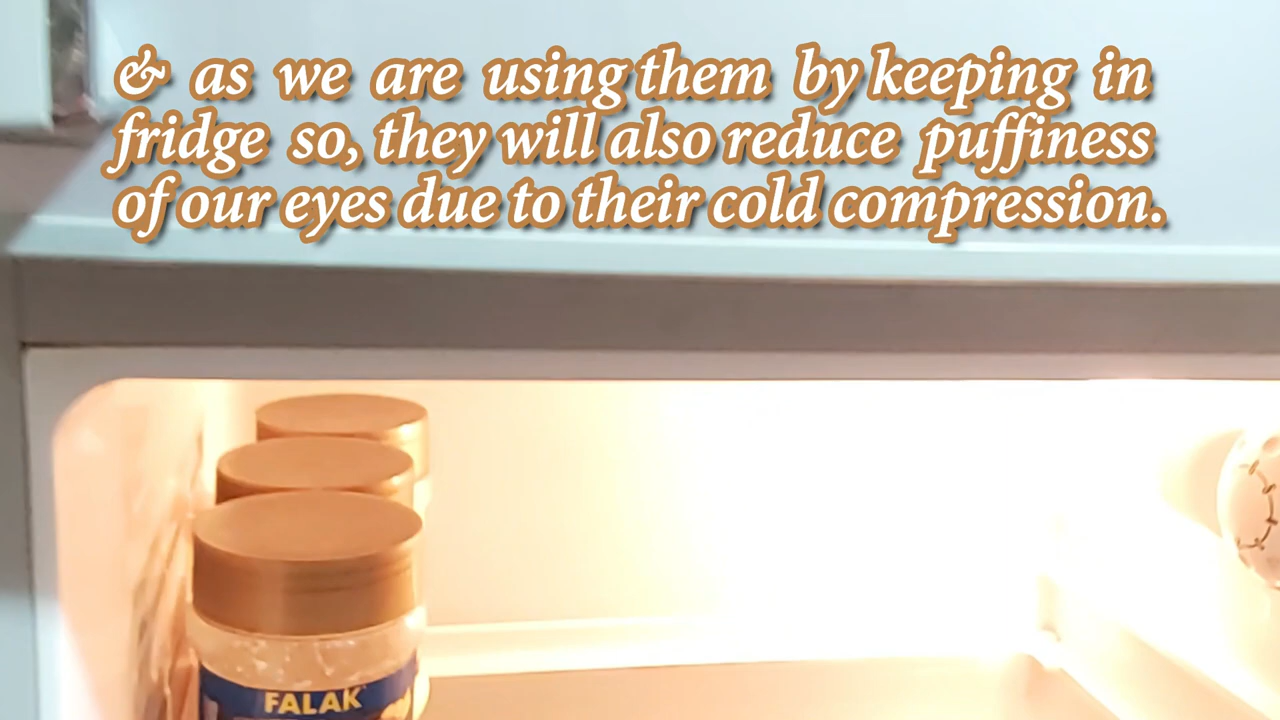 & as we are using them by keeping in
fridge so, they will also reduce puffiness
of our eyes due to their cold compression.
FALAK